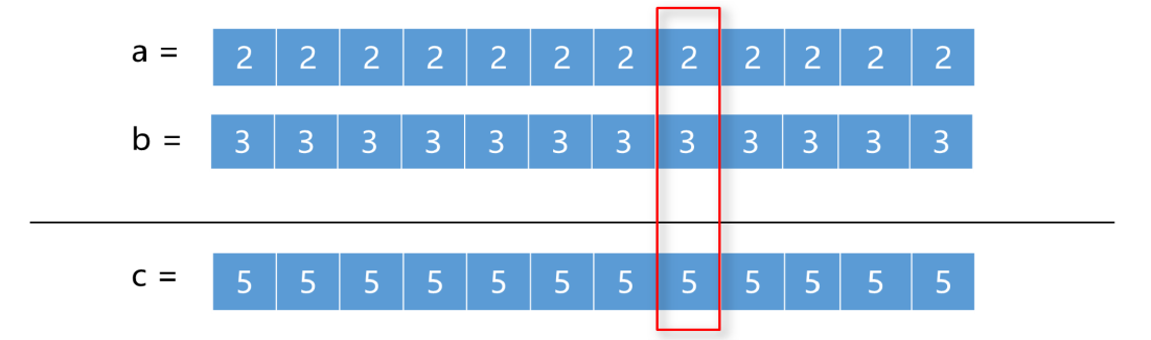 a = 2 2 2 2 2 2 2 2 2 2 2 2
b = 3 3 3 3 3 3 3 3 3 3 3 3
c = 5 5 5 5 5 5 5 5 5 5 5 5